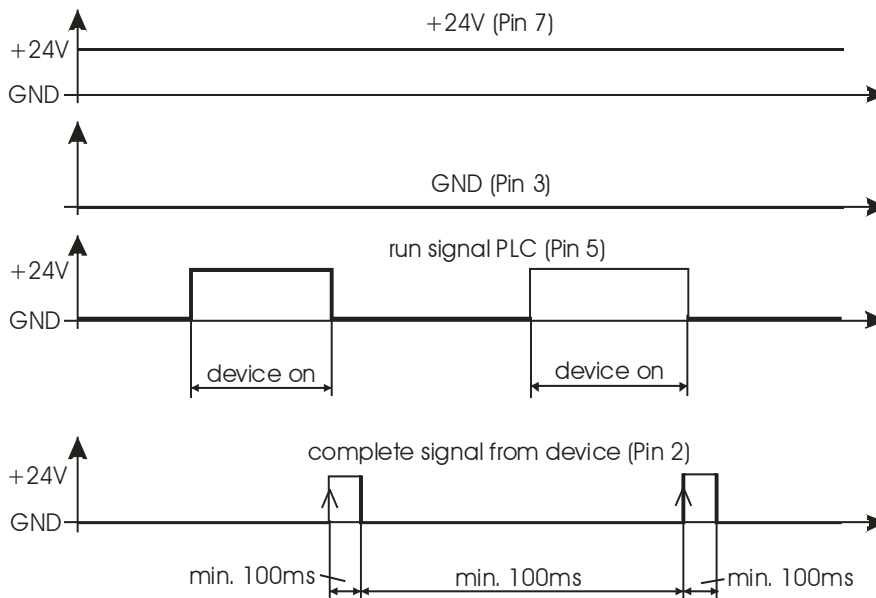 +24V (Pin 7)
+24V
GND
GND (Pin 3)
run signal PLC (Pin 5)
+24V
GND
device on
device on
complete signal from device (Pin 2)
+24V
GND
min. 100ms
min. 100ms
min. 100ms